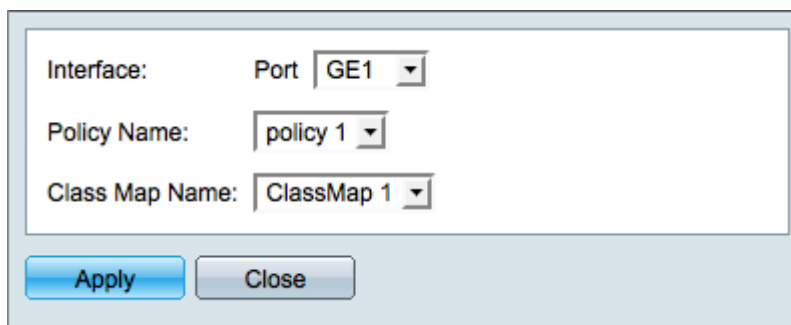 Interface: Port GE1
Policy Name: policy 1
Class Map Name: ClassMap 1
Apply Close